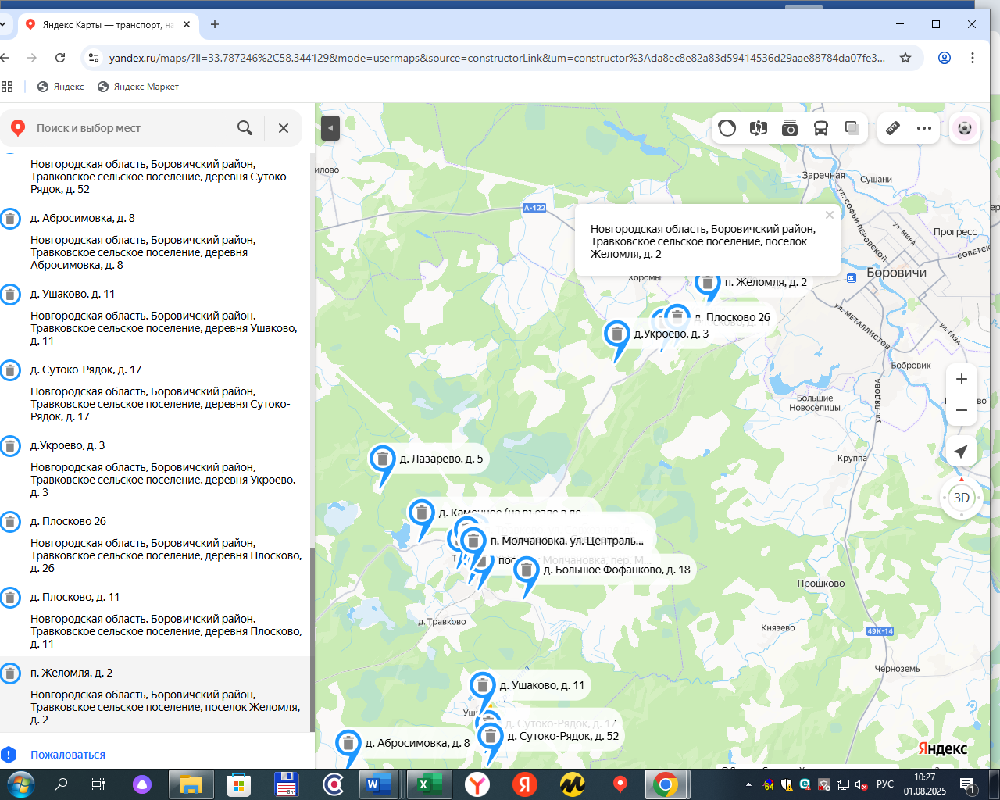 Яндекс Карты — транспорт, на
yandex.ru/maps/?ll=33.787246%2C58.344129&mode=usermaps&source=constructorLink&um=constructor%3Ada8ec8e82a83d59414536d29aae88784da07fe3...
Яндекс
Яндекс Маркет
Поиск и выбор мест
Новгородская область, Боровичский район,
Травковское сельское поселение, деревня Сутоко-
Рядок, д. 52
д. Абросимовка, д. 8
Новгородская область, Боровичский район,
Травковское сельское поселение, деревня
Абросимовка, д. 8
д. Ушаково, д. 11
Новгородская область, Боровичский район,
Травковское сельское поселение, деревня Ушаково,
д. 11
д. Сутоко-Рядок, д. 17
Новгородская область, Боровичский район,
Травковское сельское поселение, деревня Сутоко-
Рядок, д. 17
д.Укроево, д. 3
Новгородская область, Боровичский район,
Травковское сельское поселение, деревня Укроево,
д. 3
д. Плосково 26
Новгородская область, Боровичский район,
Травковское сельское поселение, деревня Плосково,
д. 26
д. Плосково, д. 11
Новгородская область, Боровичский район,
Травковское сельское поселение, деревня Плосково,
д. 11
п. Желомля, д. 2
Новгородская область, Боровичский район,
Травковское сельское поселение, поселок Желомля,
д. 2
Пожаловаться
илово
А-122
Заречная
Сушани
ул. СОФЬИ ПЕРОВСКОЙ
ул. МИРА
Прогресс
СОВЕТСК
Новгородская область, Боровичский район,
Травковское сельское поселение, поселок
Желомля, д. 2
Хоромы
Боровичи
п. Желомля, д. 2
д. Плосково 26
д.Укроево, д. 3
ул. МЕТАЛЛИСТОВ
ул. ГАЗА
Бобровик
ул. ЛЯДОВА
Большие
Новоселицы
во
Круппа
3D
д. Лазарево, д. 5
д. Каменное (на въезде в де...
п. Молчановка, ул. Централь...
пос Молчановка, пер. М...
д. Большое Фофанково, д. 18
д. Травково
Прошково
Князево
49К-14
Черноземь
д. Ушаково, д. 11
Уш
д. Сутоко-Рядок, д. 17
д. Сутоко-Рядок, д. 52
д. Абросимовка, д. 8
Яндекс
64
РУС
10:27
01.08.2025
1